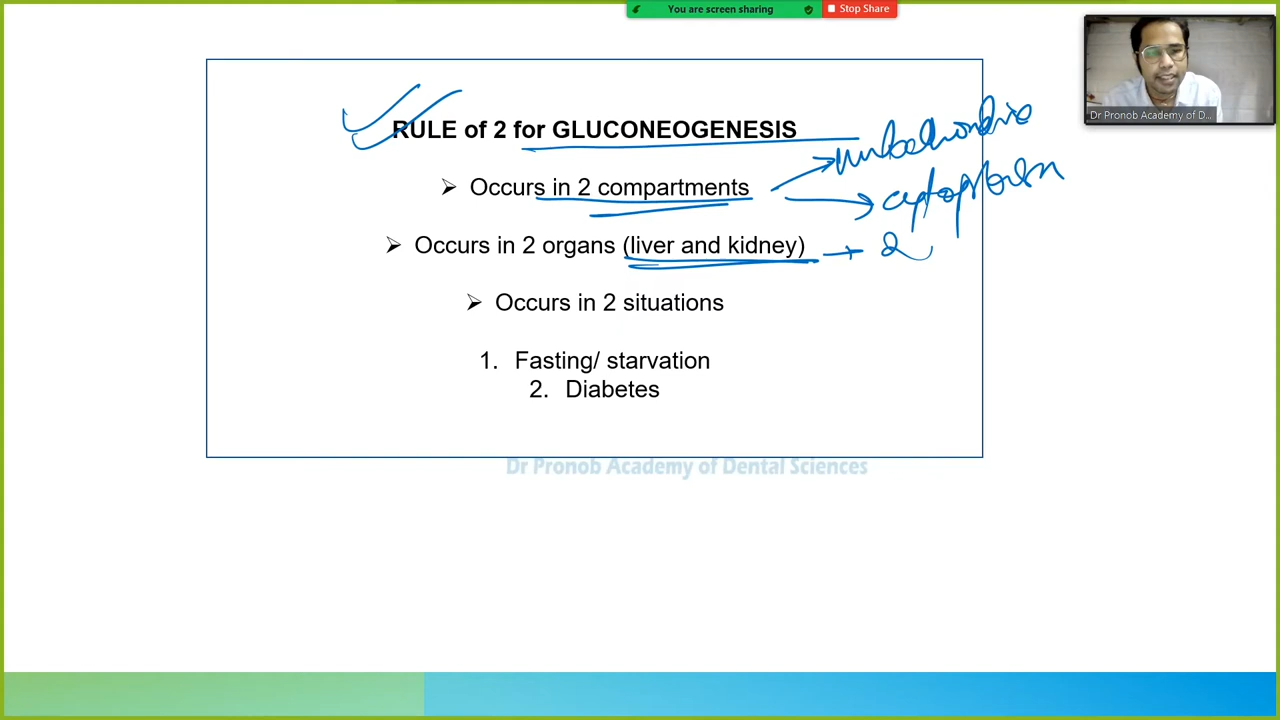 You are screen sharing
Stop Share
Dr Pronob Academy of D...
RULE of 2 for GLUCONEOGENESIS
mitochondria
➤ Occurs in 2 compartments
cytoplasm
➤ Occurs in 2 organs (liver and kidney)
2
➤ Occurs in 2 situations
1. Fasting/ starvation
2. Diabetes
Dr Pronob Academy of Dental Sciences